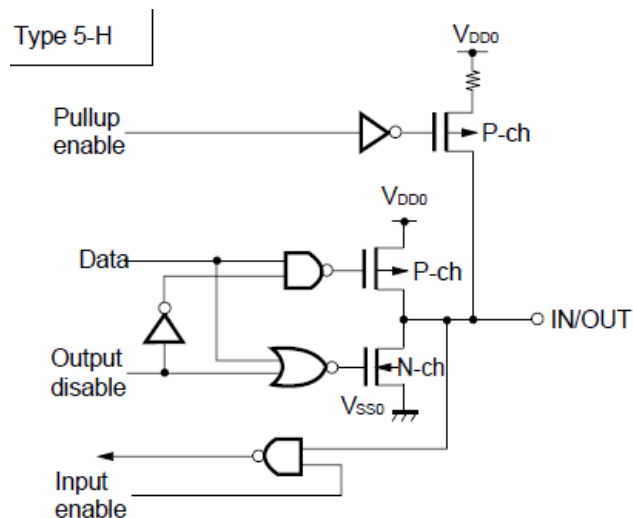 Type 5-H
VDD0
Pullup
enable
P-ch
VDD0
Data
P-ch
IN/OUT
Output
disable
N-ch
VSS0
Input
enable